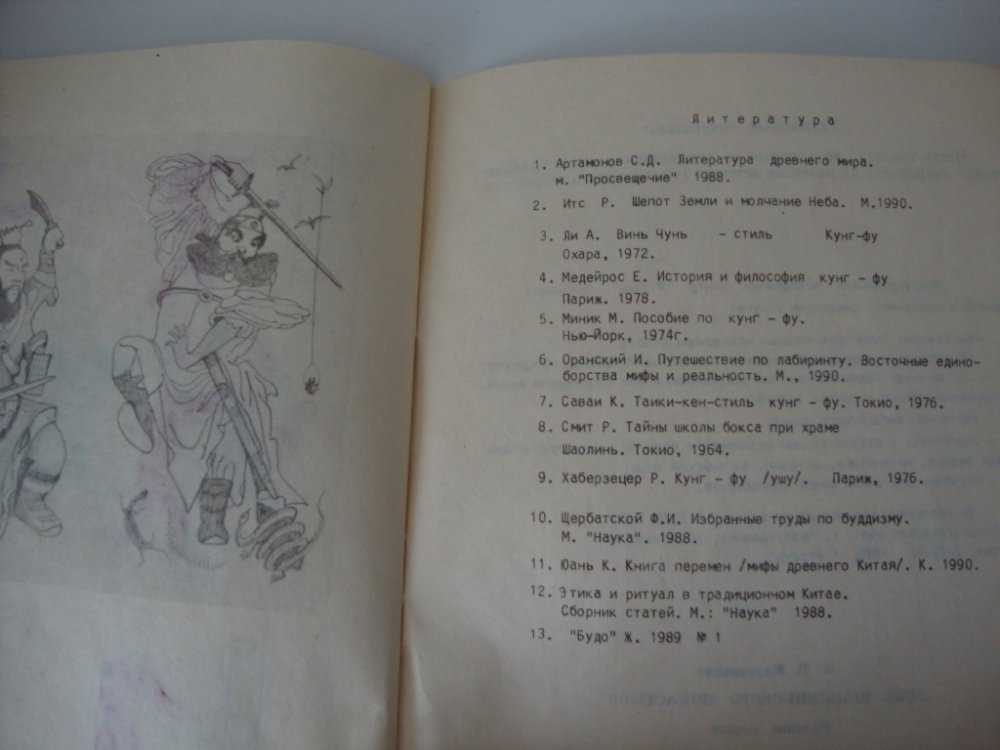 Литература
1. Артамонов С.Д. Литература древнего мира.
м. "Просвещечие" 1988.
2. Итс Р. Шепот Земли и молчание Неба. М.1990.
3. Ли А. Винь Чунь - стиль Кунг-фу
Охара, 1972.
4. Медейрос Е. История и философия кунг - фу
Париж. 1978.
5. Миник М. Пособие по кунг - фу.
Нью-Йорк, 1974г.
6. Оранский И. Путешествие по лабиринту. Восточные едино-
борства мифы и реальность. М., 1990.
7. Саваи К. Таики-кен-стиль кунг - фу. Токио, 1976.
8. Смит Р. Тайны школы бокса при храме
Шаолинь. Токио, 1964.
9. Хаберзецер Р. Кунг - фу /ушу/. Париж, 1976.
10. Щербатской Ф.И. Избранные труды по буддизму.
М. "Наука". 1988.
11. Юань К. Книга перемен /мифы древнего Китая/. К. 1990.
12. Этика и ритуал в традиционом Китае.
Сборник статей. М.: "Наука" 1988.
13. "Будо" Ж. 1989 № 1